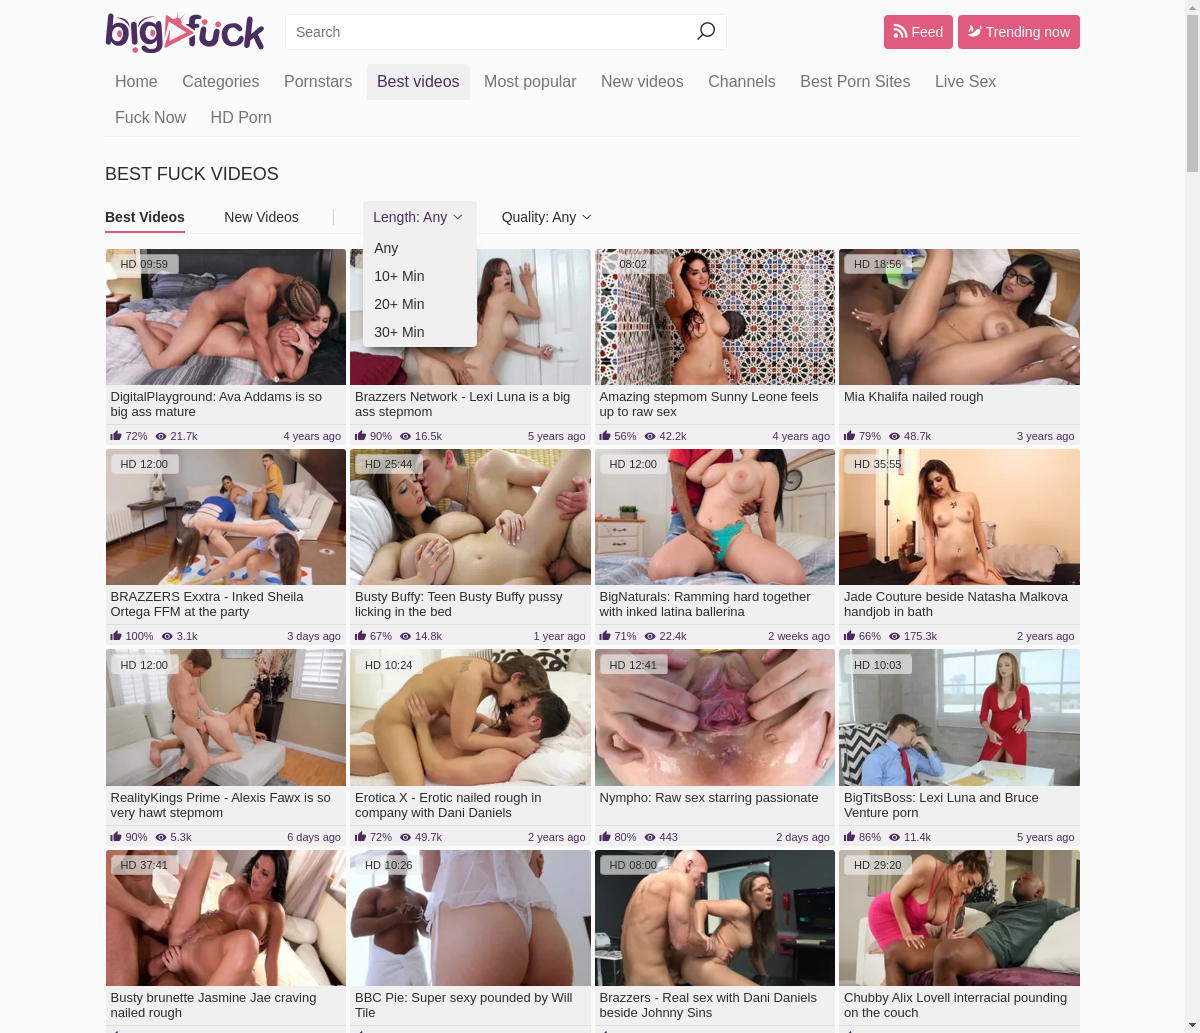 bigfuck
Search
Feed
Trending now
Home Categories Pornstars Best videos Most popular New videos Channels Best Porn Sites Live Sex
Fuck Now HD Porn
BEST FUCK VIDEOS
Best Videos New Videos Length: Any Quality: Any
Any
10+ Min
20+ Min
30+ Min
HD 09:59
08:02
HD 18:56
DigitalPlayground: Ava Addams is so
big ass mature
72% 21.7k 4 years ago
Brazzers Network - Lexi Luna is a big
ass stepmom
90% 16.5k 5 years ago
Amazing stepmom Sunny Leone feels
up to raw sex
56% 42.2k 4 years ago
Mia Khalifa nailed rough
79% 48.7k 3 years ago
HD 12:00
HD 25:44
HD 12:00
HD 35:55
BRAZZERS Exxtra - Inked Sheila
Ortega FFM at the party
100% 3.1k 3 days ago
Busty Buffy: Teen Busty Buffy pussy
licking in the bed
67% 14.8k 1 year ago
BigNaturals: Ramming hard together
with inked latina ballerina
71% 22.4k 2 weeks ago
Jade Couture beside Natasha Malkova
handjob in bath
66% 175.3k 2 years ago
HD 12:00
HD 10:24
HD 12:41
HD 10:03
RealityKings Prime - Alexis Fawx is so
very hawt stepmom
90% 5.3k 6 days ago
Erotica X - Erotic nailed rough in
company with Dani Daniels
72% 49.7k 2 years ago
Nympho: Raw sex starring passionate
80% 443 2 days ago
BigTitsBoss: Lexi Luna and Bruce
Venture porn
86% 11.4k 5 years ago
HD 37:41
HD 10:26
HD 08:00
HD 29:20
Busty brunette Jasmine Jae craving
nailed rough
BBC Pie: Super sexy pounded by Will
Tile
Brazzers - Real sex with Dani Daniels
beside Johnny Sins
Chubby Alix Lovell interracial pounding
on the couch